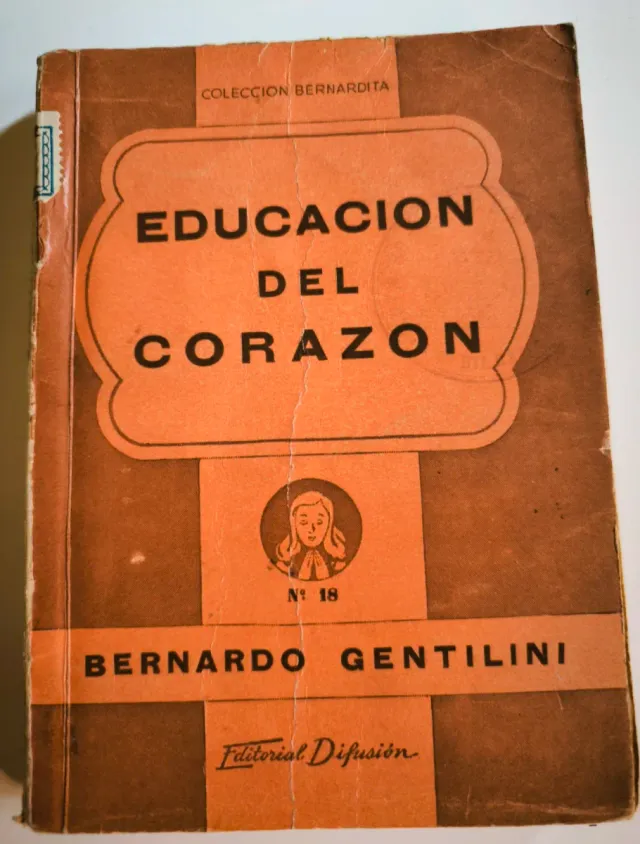 COLECCION BERNARDITA
EDUCACION
DEL
CORAZON
Nº 18
BERNARDO GENTILINI
Editorial Difusión